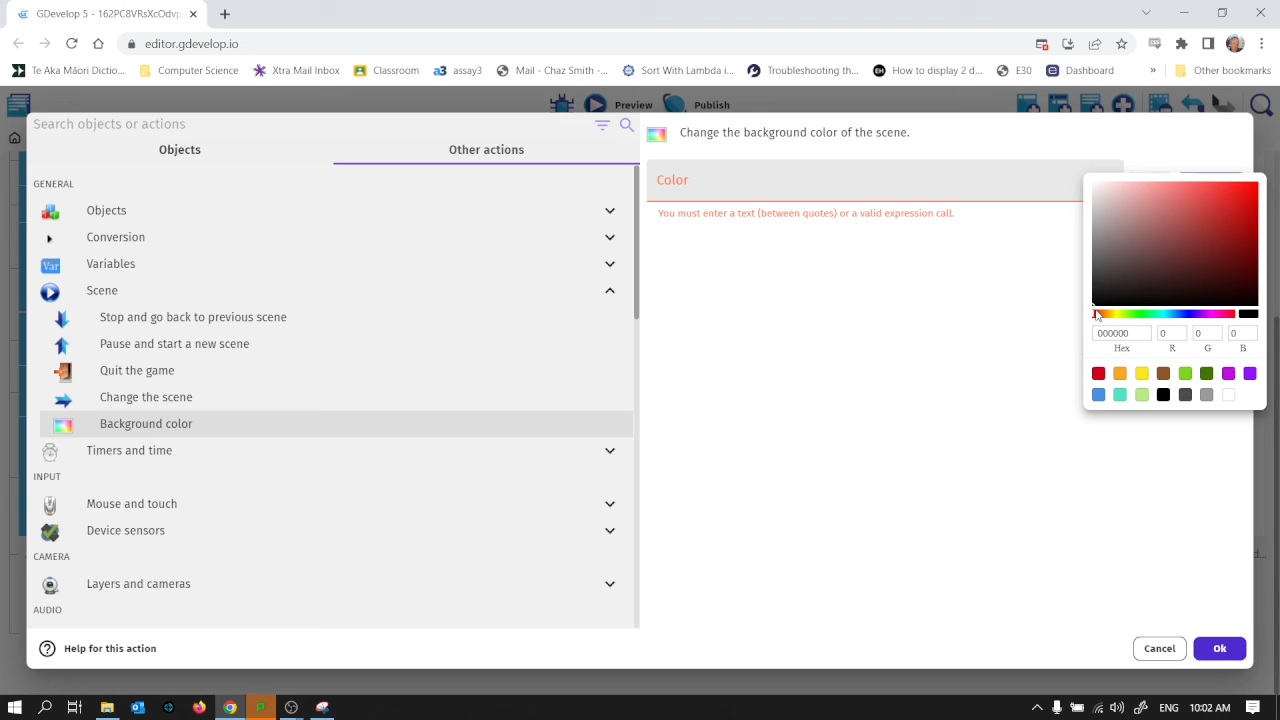 GDevelop 5 - 162PC8VRsXcOdvp
editor.gdevelop.io
Te Aka Māori Dictio...
Computer Science
Xtra Mail Inbox
Classroom
a3
assay3
Mail - Chaz Smith -...
Sort With Lambda i...
Troubleshooting th...
EH
How to display 2 d...
E30
Dashboard
»
Other bookmarks
Preview
Publish
Search objects or actions
Objects
Other actions
GENERAL
Objects
Conversion
Var
Variables
Scene
Stop and go back to previous scene
Pause and start a new scene
Quit the game
Change the scene
Background color
Timers and time
INPUT
Mouse and touch
Device sensors
CAMERA
Layers and cameras
AUDIO
Help for this action
Change the background color of the scene.
Color
You must enter a text (between quotes) or a valid expression call.
000000
0
0
0
Hex
R
G
B
d...
Cancel
Ok
ENG
10:02 AM